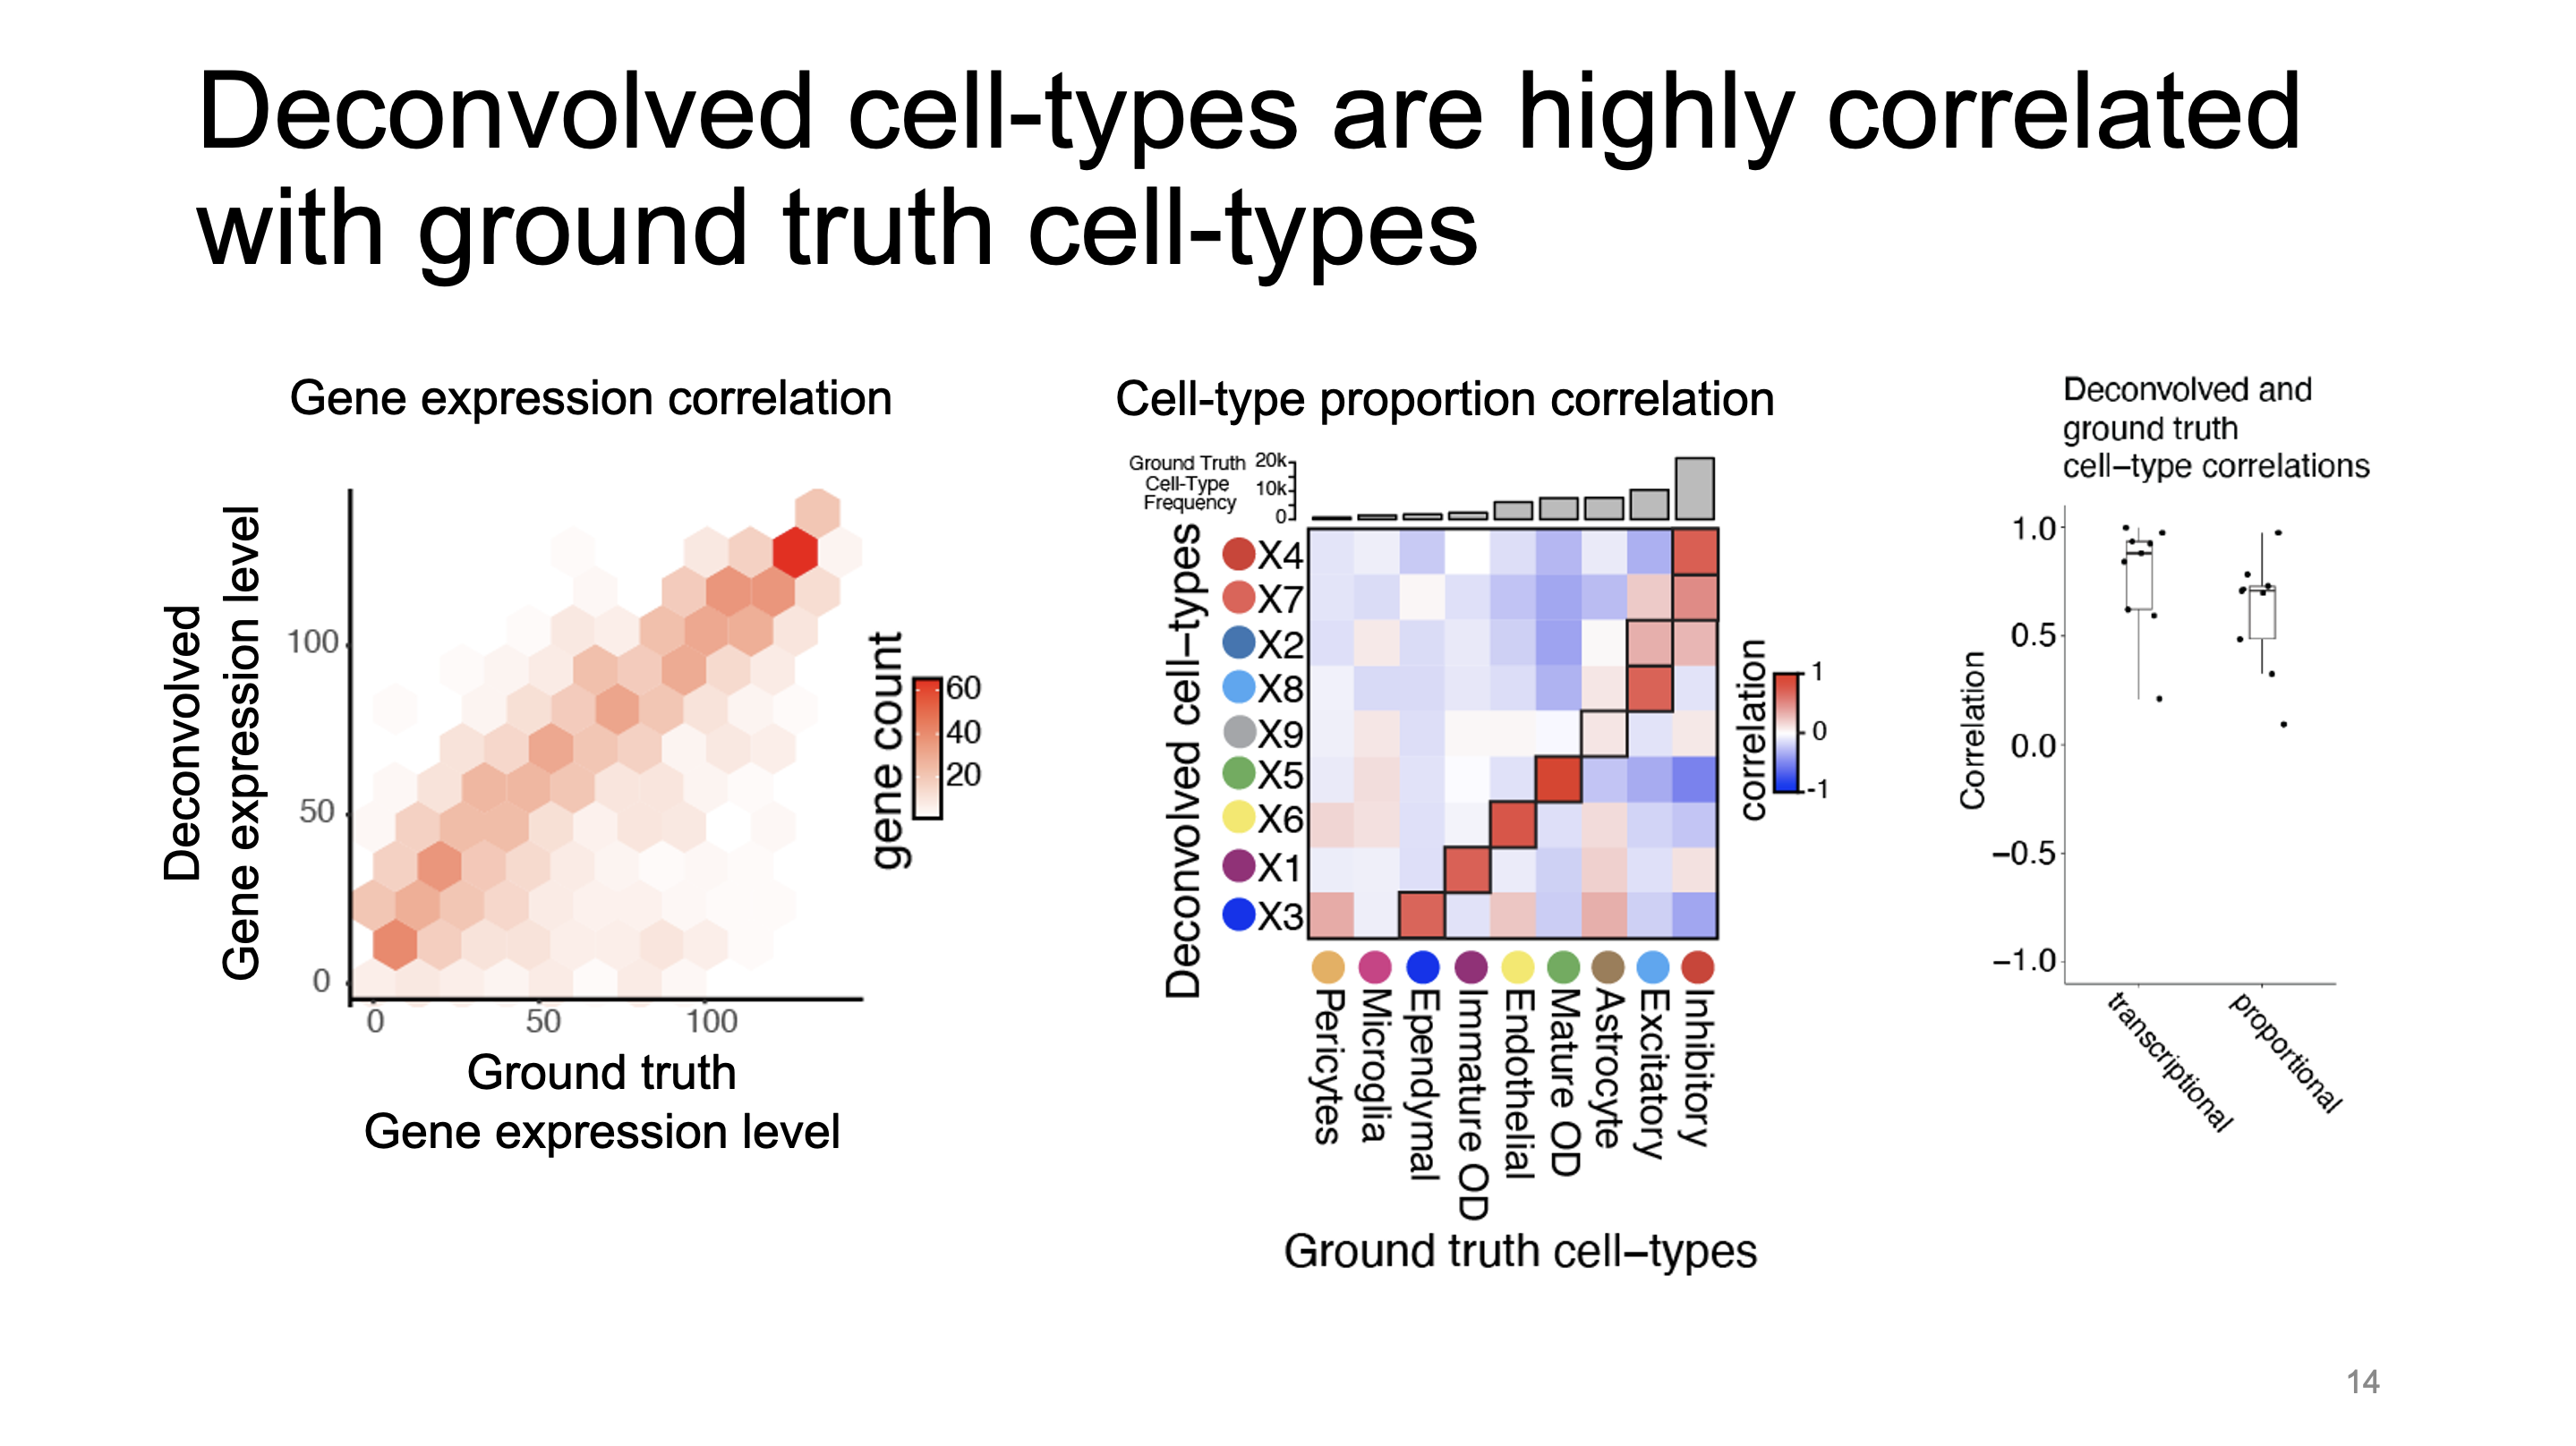 Deconvolved cell-types are highly correlated
with ground truth cell-types
Gene expression correlation
Deconvolved
Gene expression level
100
50
0
0 50 100
Ground truth
Gene expression level
gene count
60
40
20
Cell-type proportion correlation
Ground Truth
Cell-Type
Frequency
20k
10k
0
Deconvolved cell–types
X4
X7
X2
X8
X9
X5
X6
X1
X3
Pericytes
Microglia
Ependymal
Immature OD
Endothelial
Mature OD
Astrocyte
Excitatory
Inhibitory
Ground truth cell–types
correlation
1
0
-1
Deconvolved and
ground truth
cell–type correlations
Correlation
1.0
0.5
0.0
−0.5
−1.0
transcriptional
proportional
14